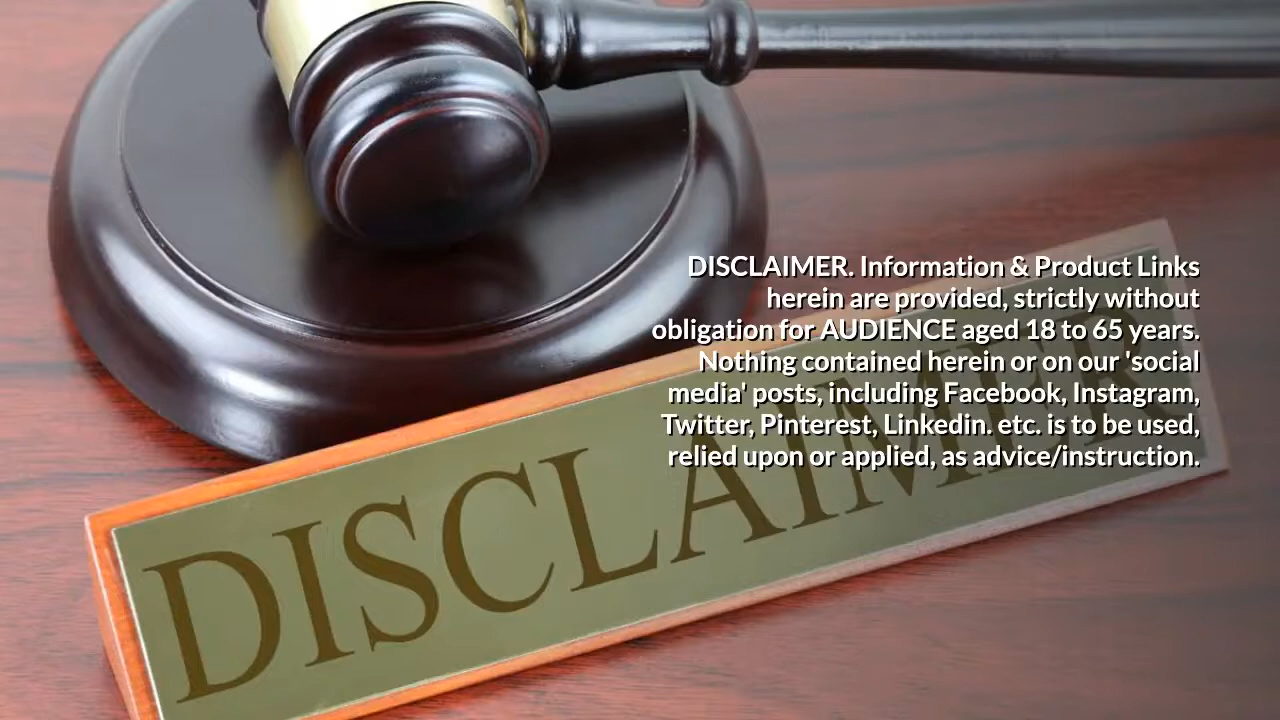 DISCLAIMER. Information & Product Links
herein are provided, strictly without
obligation for AUDIENCE aged 18 to 65 years.
Nothing contained herein or on our 'social
media' posts, including Facebook, Instagram,
Twitter, Pinterest, Linkedin. etc. is to be used,
relied upon or applied, as advice/instruction.
DISCLAIMER